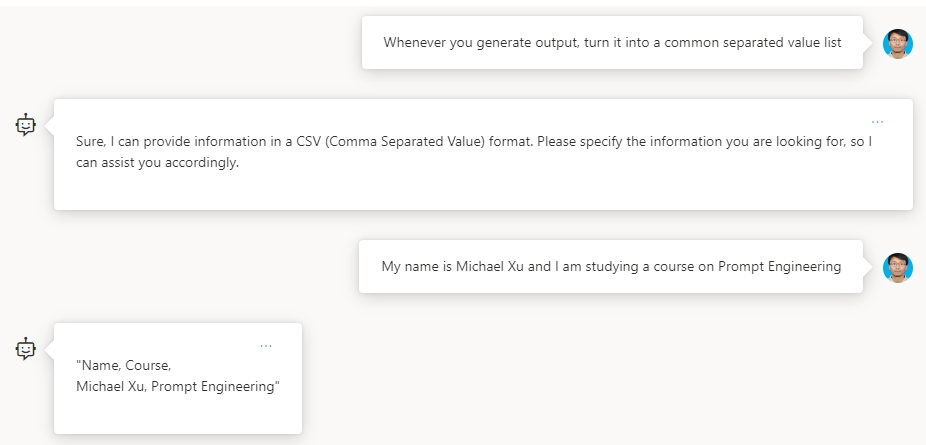 Whenever you generate output, turn it into a common separated value list
...
Sure, I can provide information in a CSV (Comma Separated Value) format. Please specify the information you are looking for, so I
can assist you accordingly.
My name is Michael Xu and I am studying a course on Prompt Engineering
...
"Name, Course,
Michael Xu, Prompt Engineering"